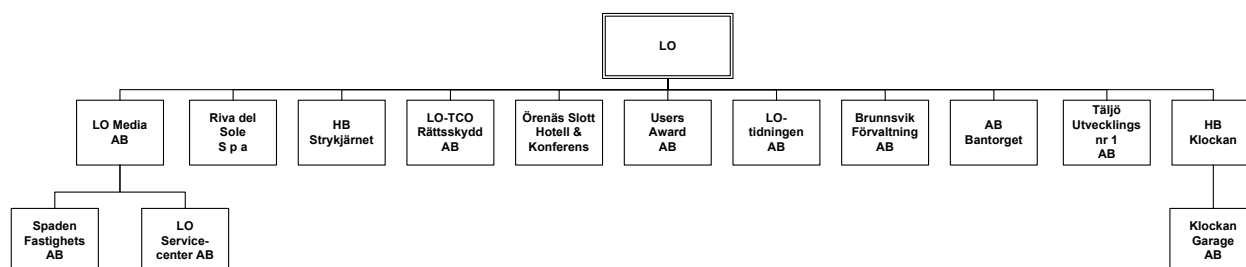 LO
LO Media
AB
Riva del
Sole
S p a
HB
Strykjärnet
LO-TCO
Rättsskydd
AB
Örenäs Slott
Hotell &
Konferens
Users
Award
AB
LO-
tidningen
AB
Brunnsvik
Förvaltning
AB
AB
Bantorget
Täljö
Utvecklings
nr 1
AB
HB
Klockan
Spaden
Fastighets
AB
LO
Service-
center AB
Klockan
Garage
AB